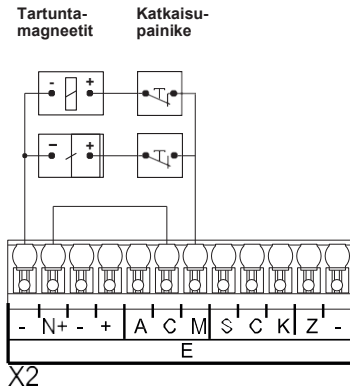 Tartunta- Katkaisu-
magneetit painike
- + 
- + 
- N+ - + A C M S C K Z -
E
X2